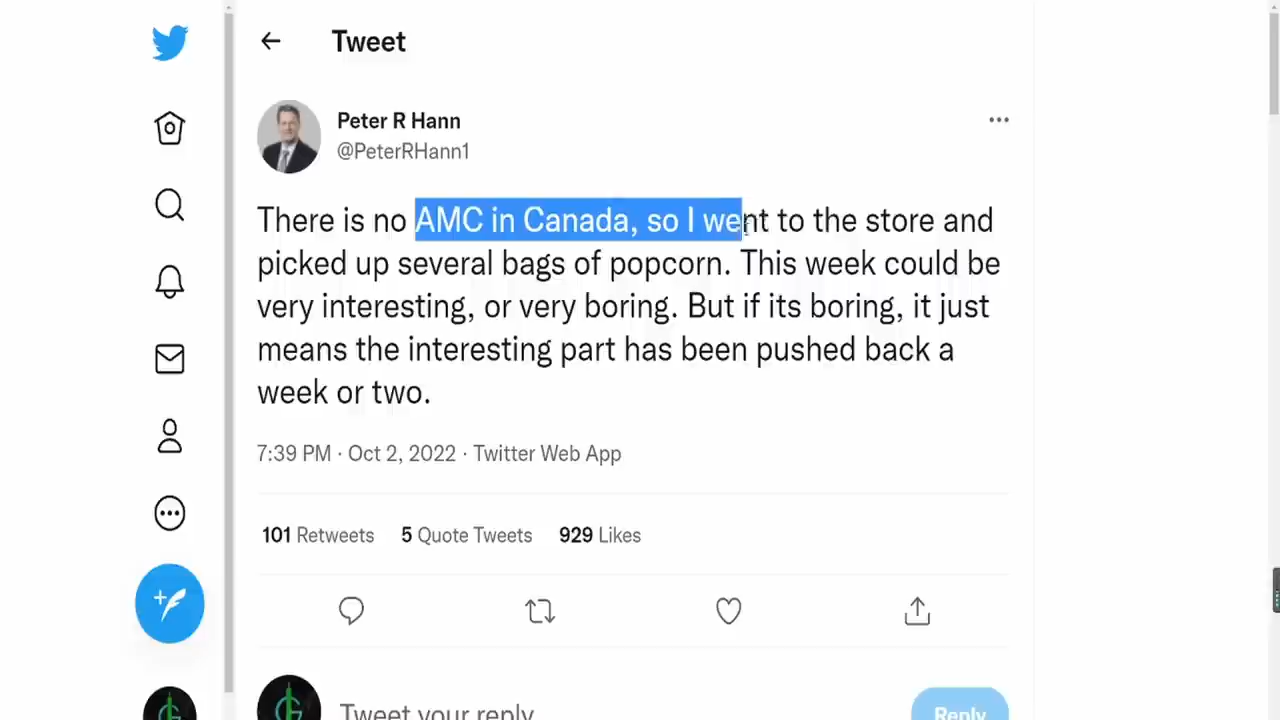 Tweet
Peter R Hann
@PeterRHann1
There is no AMC in Canada, so I went to the store and
picked up several bags of popcorn. This week could be
very interesting, or very boring. But if its boring, it just
means the interesting part has been pushed back a
week or two.
7:39 PM · Oct 2, 2022 · Twitter Web App
101 Retweets 5 Quote Tweets 929 Likes
Tweet your reply
Reply